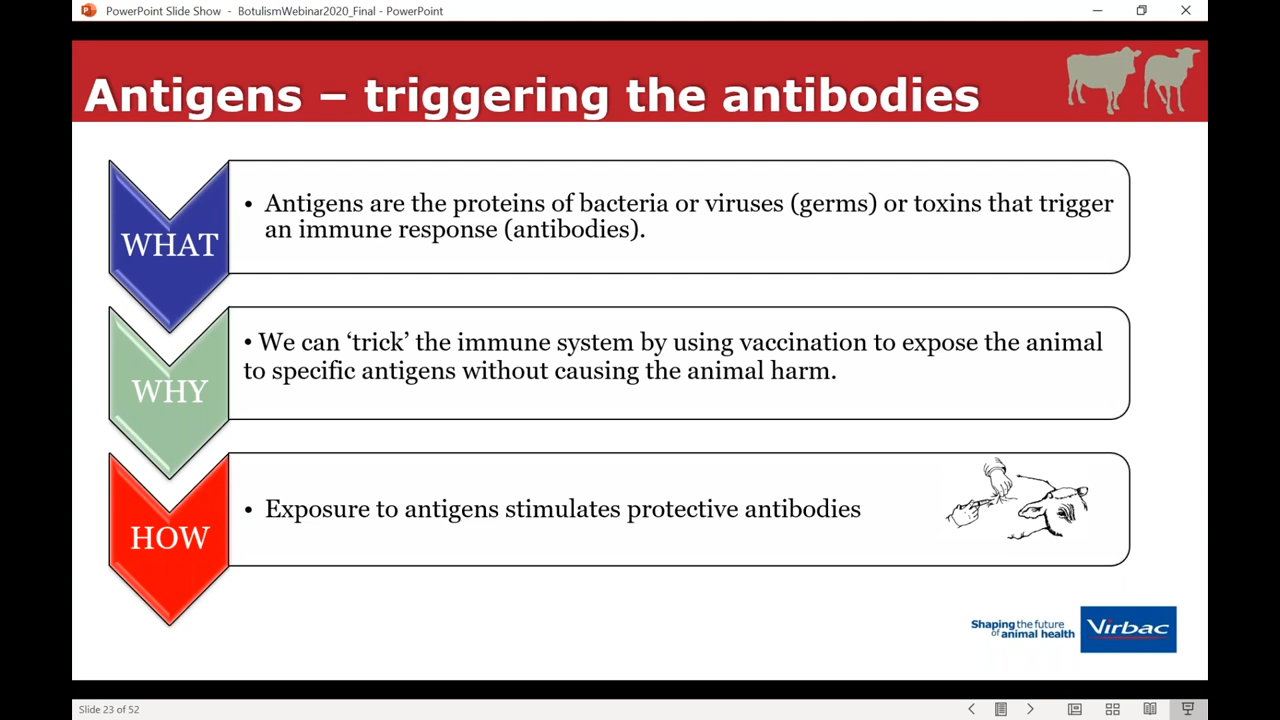 PowerPoint Slide Show - BotulismWebinar2020_Final - PowerPoint
Antigens – triggering the antibodies
WHAT
• Antigens are the proteins of bacteria or viruses (germs) or toxins that trigger
an immune response (antibodies).
WHY
• We can ‘trick’ the immune system by using vaccination to expose the animal
to specific antigens without causing the animal harm.
HOW
• Exposure to antigens stimulates protective antibodies
Shaping the future
of animal health
Virbac
Slide 23 of 52